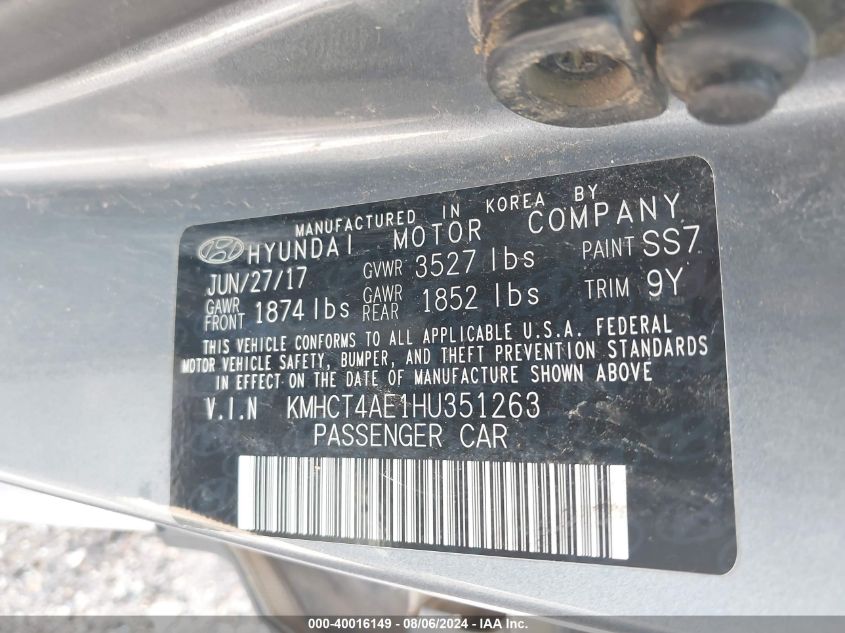 MANUFACTURED IN KOREA BY
HYUNDAI MOTOR COMPANY
JUN/27/17 GVWR 3527 lbs PAINT SS7
GAWR FRONT 1874 lbs GAWR REAR 1852 lbs TRIM 9Y
THIS VEHICLE CONFORMS TO ALL APPLICABLE U.S.A. FEDERAL
MOTOR VEHICLE SAFETY, BUMPER, AND THEFT PREVENTION STANDARDS
IN EFFECT ON THE DATE OF MANUFACTURE SHOWN ABOVE
V.I.N KMHCT4AE1HU351263
PASSENGER CAR
000-40016149 - 08/06/2024 - IAA Inc.